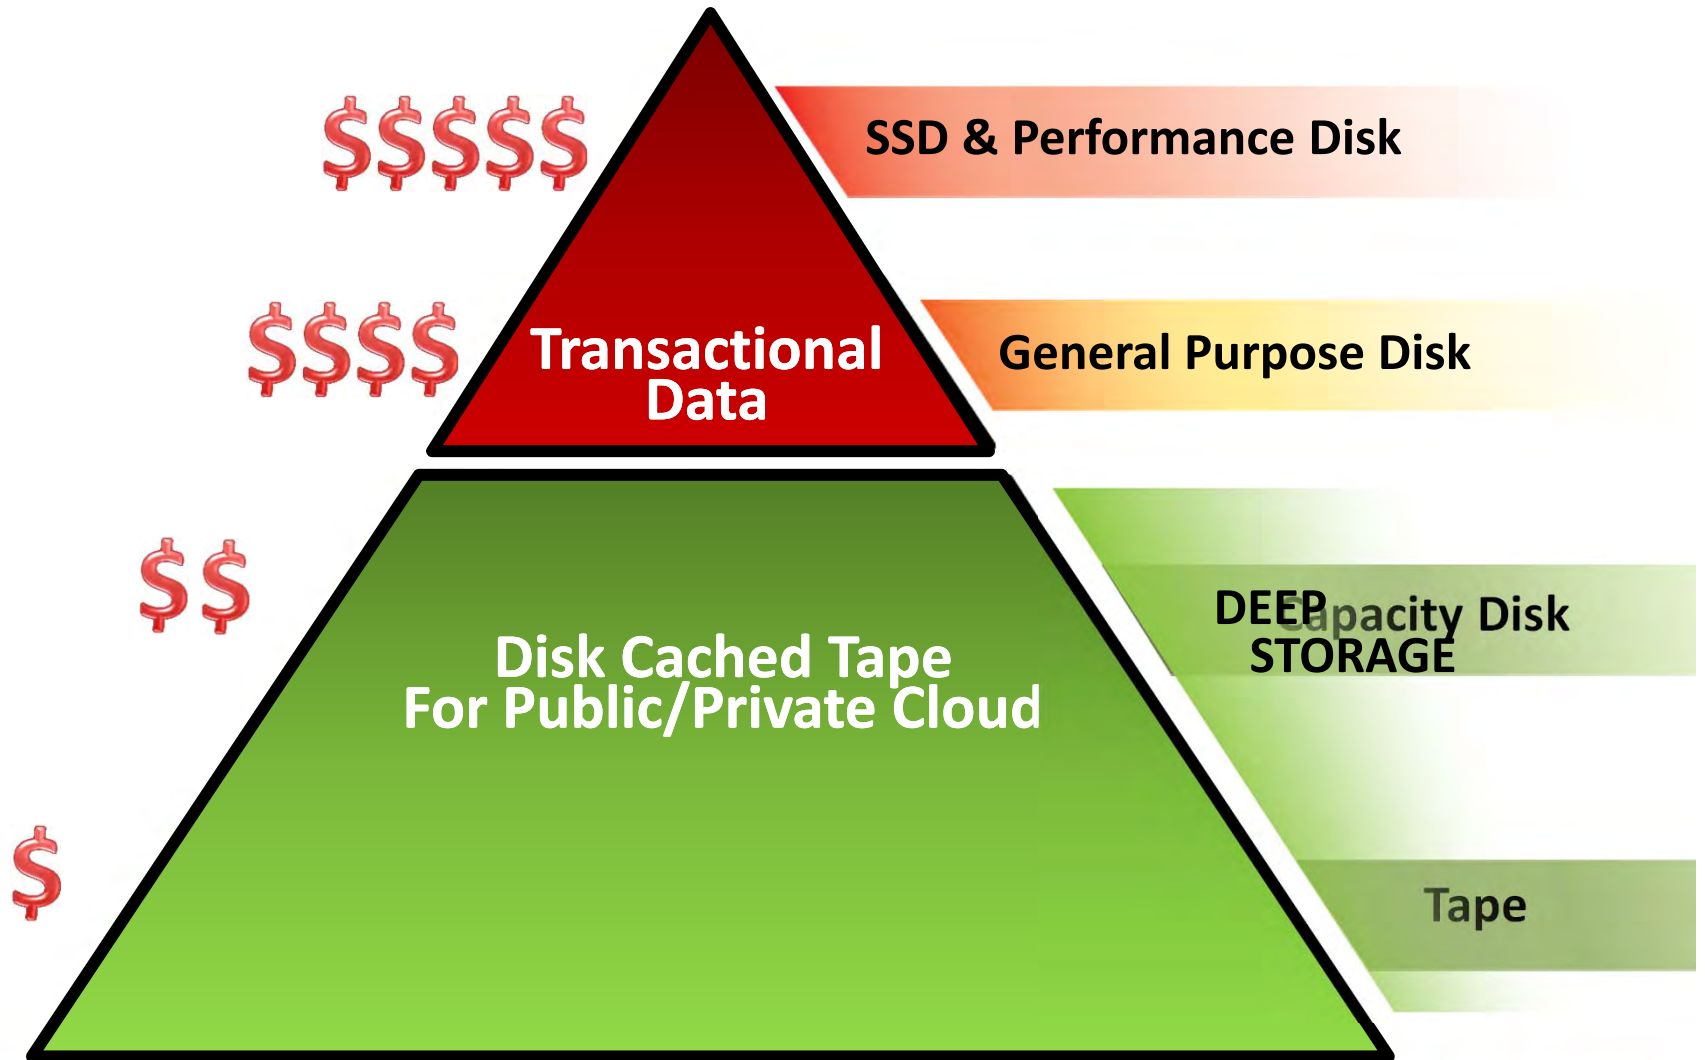 $$$$$
SSD & Performance Disk
$$$$
Transactional
Data
General Purpose Disk
$$
DEEP
STORAGE
Capacity Disk
Disk Cached Tape
For Public/Private Cloud
$
Tape